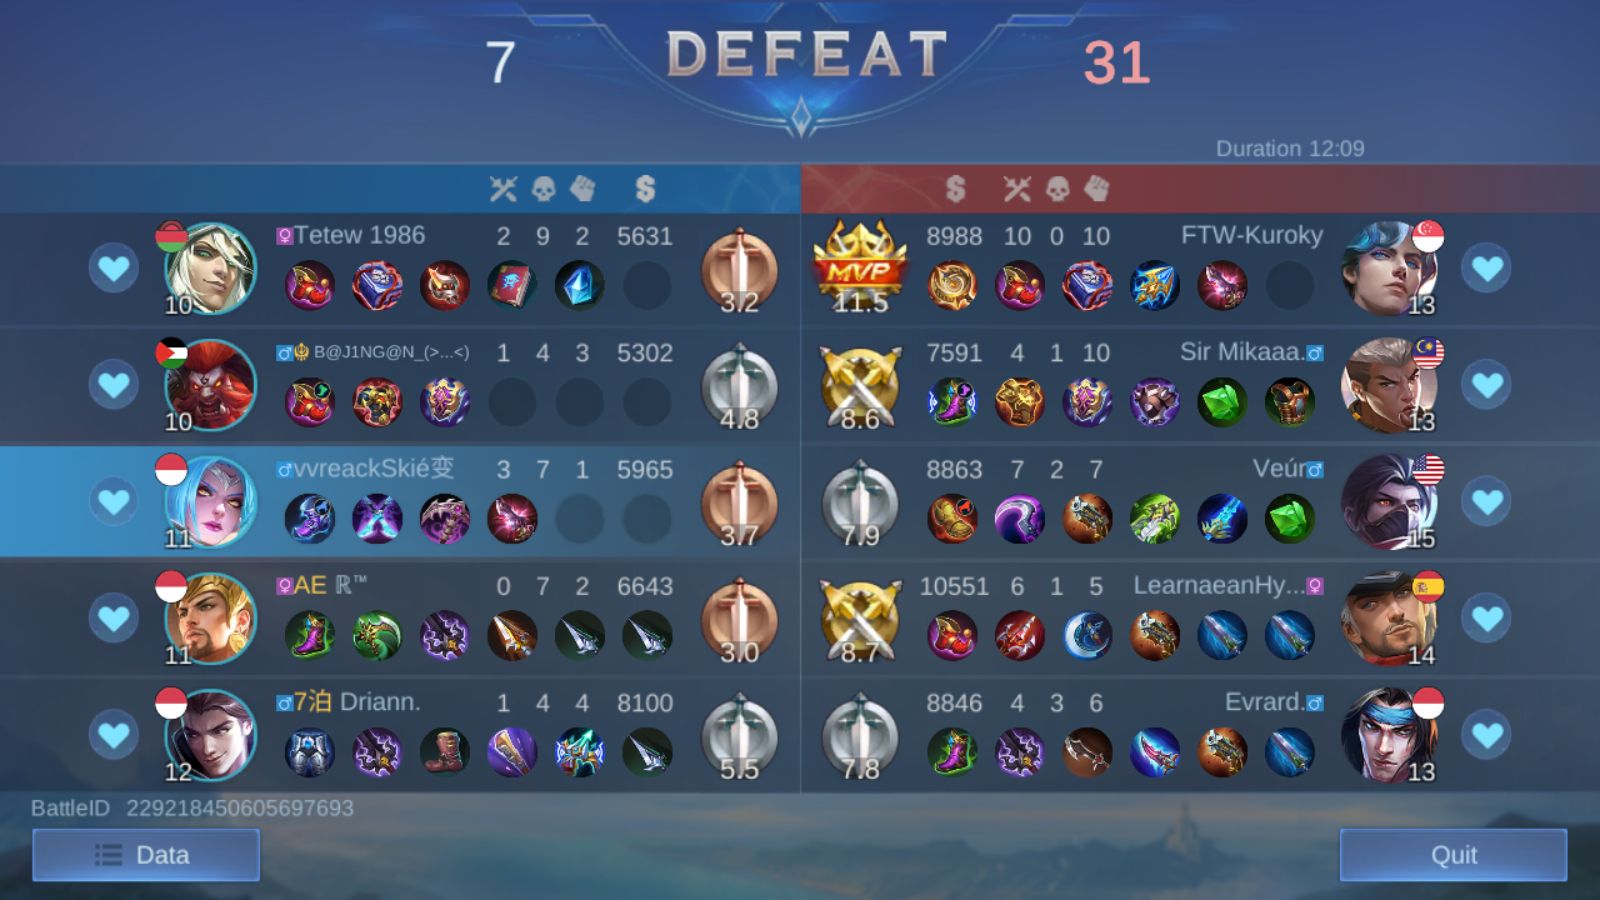 7 DEFEAT 31
Duration 12:09
Tetew 1986 2 9 2 5631
10 3.2
MVP 11.5 8988 10 0 10 FTW-Kuroky
13
B@J1NG@N_(>...<) 1 4 3 5302
10 4.8
8.6 7591 4 1 10 Sir Mikaaa.
13
vvreackSkié变 3 7 1 5965
11 3.7
7.9 8863 7 2 7 Veúr
15
AE ℝ™ 0 7 2 6643
11 3.0
8.7 10551 6 1 5 LearnaeanHy...
14
7泊 Driann. 1 4 4 8100
12 5.5
7.8 8846 4 3 6 Evrard.
13
BattleID 229218450605697693
Data
Quit